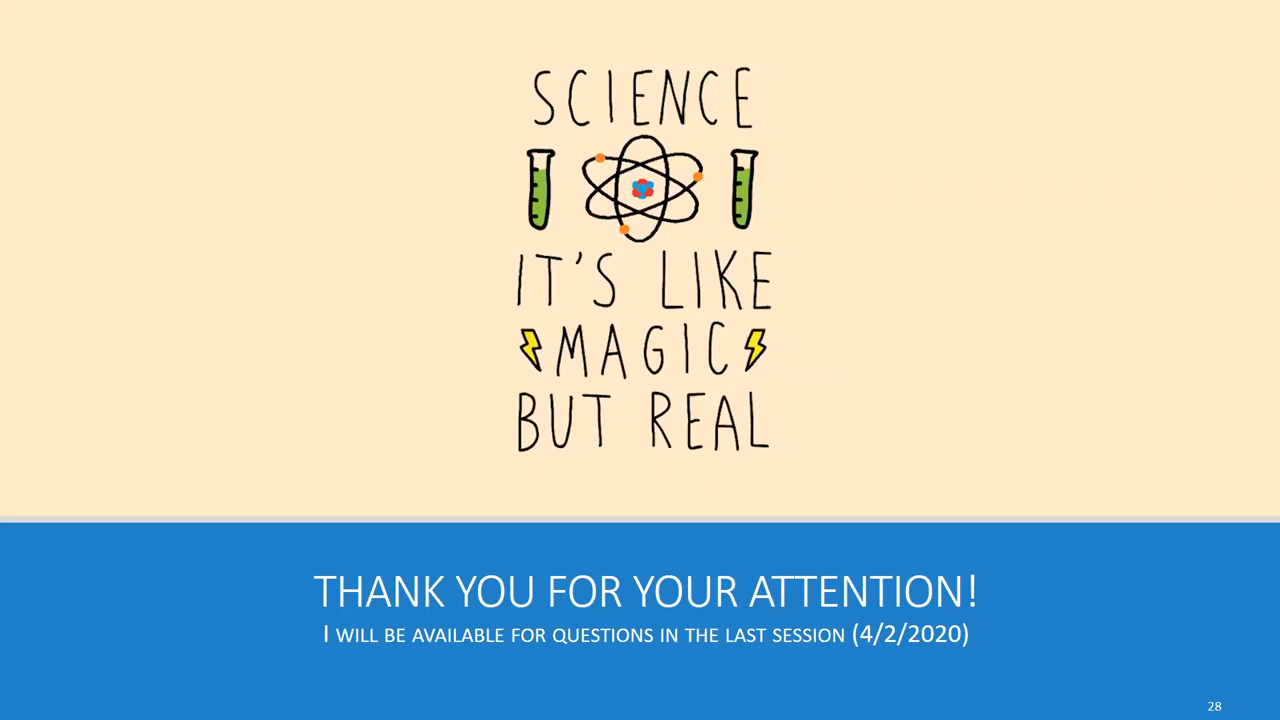 SCIENCE
IT'S LIKE
MAGIC
BUT REAL
THANK YOU FOR YOUR ATTENTION!
I WILL BE AVAILABLE FOR QUESTIONS IN THE LAST SESSION (4/2/2020)
28